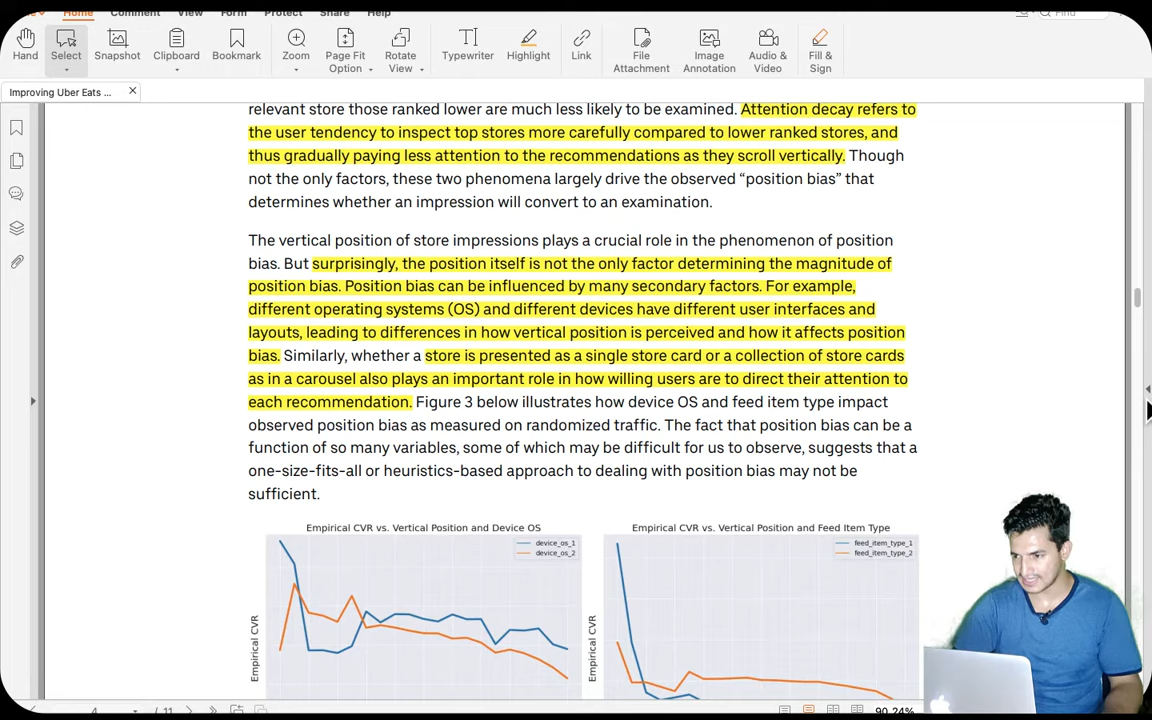 Home Comment View Form Protect Share Help
Find
Hand Select Snapshot Clipboard Bookmark Zoom Page Fit Option Rotate View Typewriter Highlight Link File Attachment Image Annotation Audio & Video Fill & Sign
Improving Uber Eats ...
relevant store those ranked lower are much less likely to be examined. Attention decay refers to
the user tendency to inspect top stores more carefully compared to lower ranked stores, and
thus gradually paying less attention to the recommendations as they scroll vertically. Though
not the only factors, these two phenomena largely drive the observed “position bias” that
determines whether an impression will convert to an examination.
The vertical position of store impressions plays a crucial role in the phenomenon of position
bias. But surprisingly, the position itself is not the only factor determining the magnitude of
position bias. Position bias can be influenced by many secondary factors. For example,
different operating systems (OS) and different devices have different user interfaces and
layouts, leading to differences in how vertical position is perceived and how it affects position
bias. Similarly, whether a store is presented as a single store card or a collection of store cards
as in a carousel also plays an important role in how willing users are to direct their attention to
each recommendation. Figure 3 below illustrates how device OS and feed item type impact
observed position bias as measured on randomized traffic. The fact that position bias can be a
function of so many variables, some of which may be difficult for us to observe, suggests that a
one-size-fits-all or heuristics-based approach to dealing with position bias may not be
sufficient.
Empirical CVR vs. Vertical Position and Device OS
device_os_1
device_os_2
Empirical CVR
Empirical CVR vs. Vertical Position and Feed Item Type
feed_item_type_1
feed_item_type_2
Empirical CVR
4 / 11
90.24%